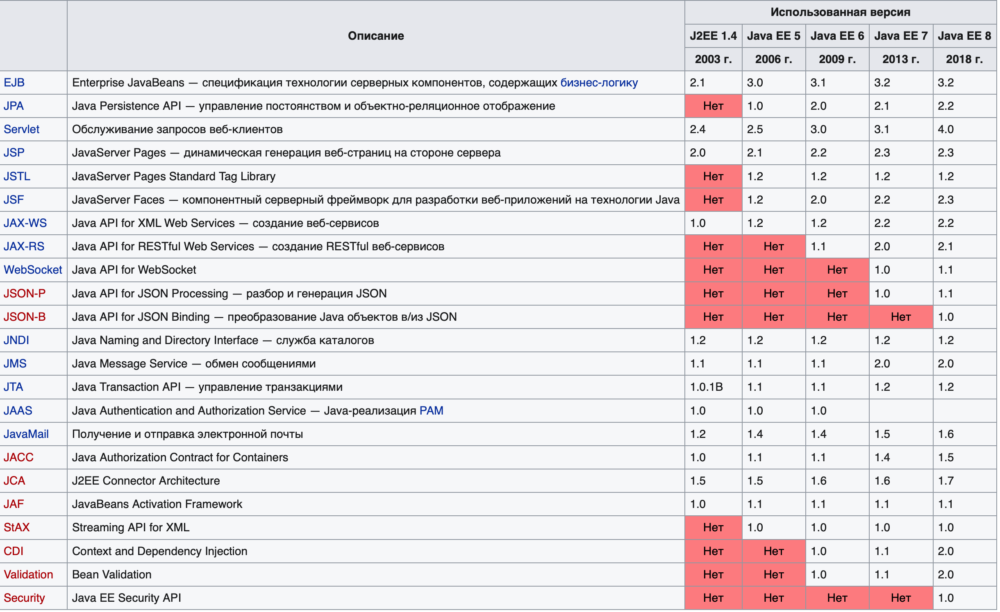 Описание Использованная версия
J2EE 1.4 Java EE 5 Java EE 6 Java EE 7 Java EE 8
2003 г. 2006 г. 2009 г. 2013 г. 2018 г.
EJB Enterprise JavaBeans — спецификация технологии серверных компонентов, содержащих бизнес-логику 2.1 3.0 3.1 3.2 3.2
JPA Java Persistence API — управление постоянством и объектно-реляционное отображение Нет 1.0 2.0 2.1 2.2
Servlet Обслуживание запросов веб-клиентов 2.4 2.5 3.0 3.1 4.0
JSP JavaServer Pages — динамическая генерация веб-страниц на стороне сервера 2.0 2.1 2.2 2.3 2.3
JSTL JavaServer Pages Standard Tag Library Нет 1.2 1.2 1.2 1.2
JSF JavaServer Faces — компонентный серверный фреймворк для разработки веб-приложений на технологии Java Нет 1.2 2.0 2.2 2.3
JAX-WS Java API for XML Web Services — создание веб-сервисов 1.0 1.2 1.2 2.2 2.2
JAX-RS Java API for RESTful Web Services — создание RESTful веб-сервисов Нет Нет 1.1 2.0 2.1
WebSocket Java API for WebSocket Нет Нет Нет 1.0 1.1
JSON-P Java API for JSON Processing — разбор и генерация JSON Нет Нет Нет 1.0 1.1
JSON-B Java API for JSON Binding — преобразование Java объектов в/из JSON Нет Нет Нет Нет 1.0
JNDI Java Naming and Directory Interface — служба каталогов 1.2 1.2 1.2 1.2 1.2
JMS Java Message Service — обмен сообщениями 1.1 1.1 1.1 2.0 2.0
JTA Java Transaction API — управление транзакциями 1.0.1B 1.1 1.1 1.2 1.2
JAAS Java Authentication and Authorization Service — Java-реализация PAM 1.0 1.0 1.0
JavaMail Получение и отправка электронной почты 1.2 1.4 1.4 1.5 1.6
JACC Java Authorization Contract for Containers 1.0 1.1 1.1 1.4 1.5
JCA J2EE Connector Architecture 1.5 1.5 1.6 1.6 1.7
JAF JavaBeans Activation Framework 1.0 1.1 1.1 1.1 1.1
StAX Streaming API for XML Нет 1.0 1.0 1.0 1.0
CDI Context and Dependency Injection Нет Нет 1.0 1.1 2.0
Validation Bean Validation Нет Нет 1.0 1.1 2.0
Security Java EE Security API Нет Нет Нет Нет 1.0